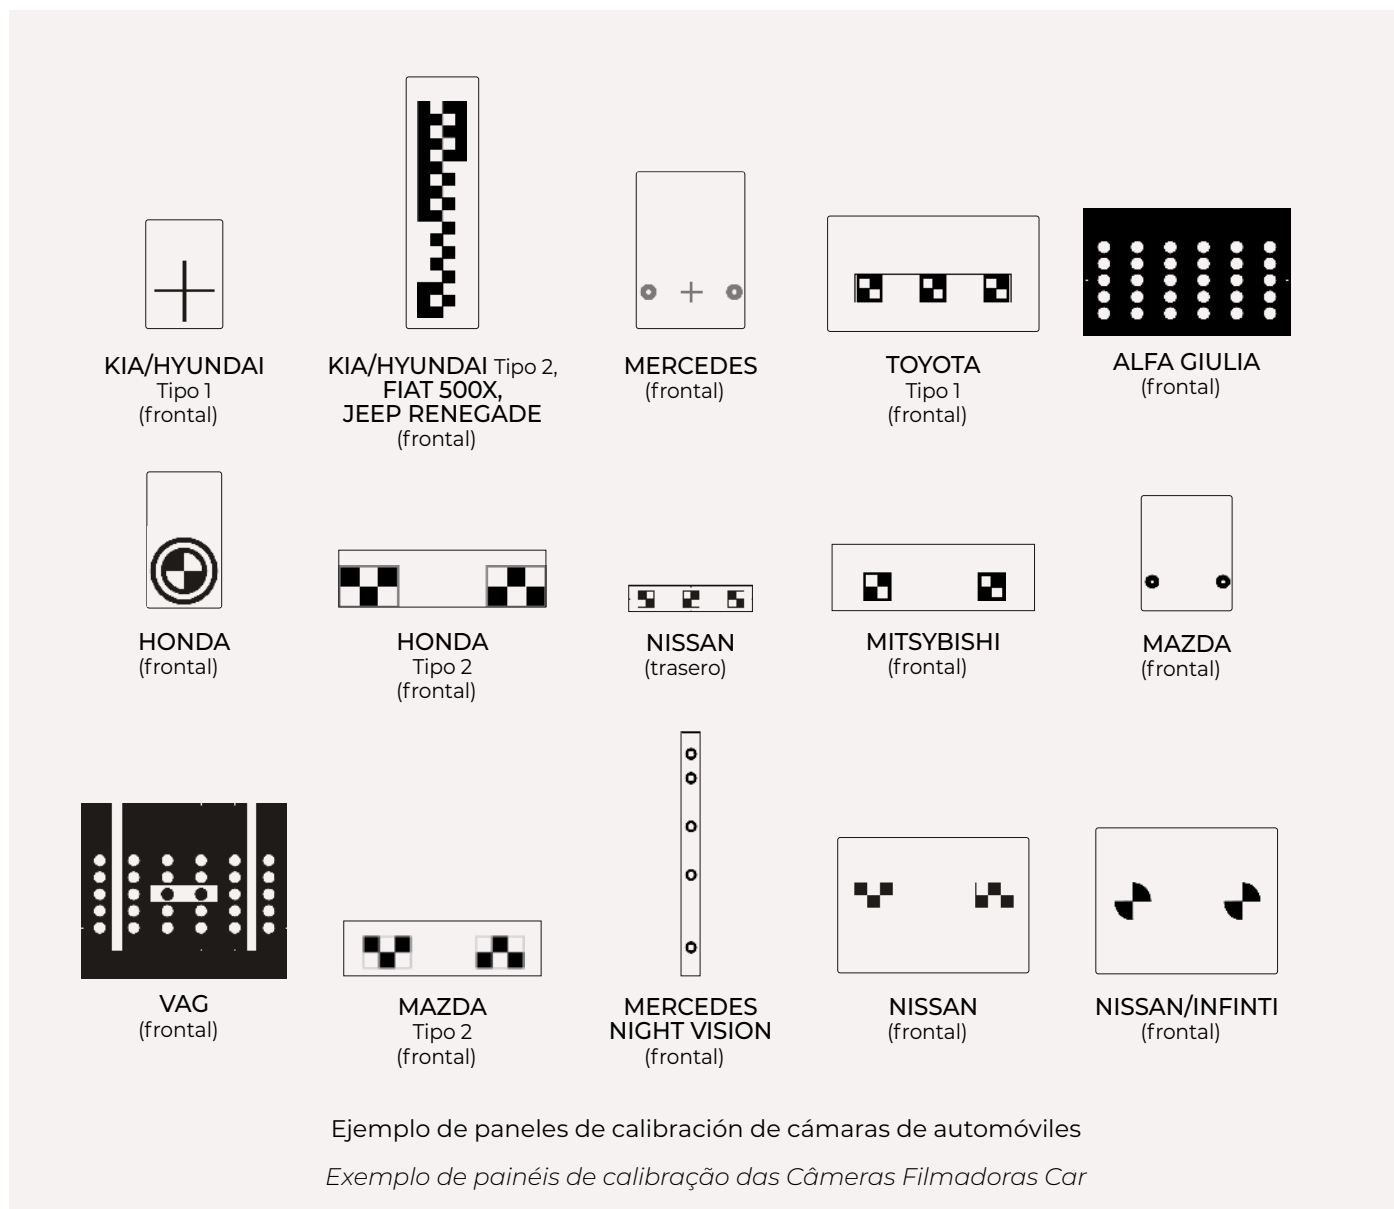 KIA/HYUNDAI
Tipo 1
(frontal)
KIA/HYUNDAI Tipo 2,
FIAT 500X,
JEEP RENEGADE
(frontal)
MERCEDES
(frontal)
TOYOTA
Tipo 1
(frontal)
ALFA GIULIA
(frontal)
HONDA
(frontal)
HONDA
Tipo 2
(frontal)
NISSAN
(trasero)
MITSYBISHI
(frontal)
MAZDA
(frontal)
VAG
(frontal)
MAZDA
Tipo 2
(frontal)
MERCEDES
NIGHT VISION
(frontal)
NISSAN
(frontal)
NISSAN/INFINTI
(frontal)
Ejemplo de paneles de calibración de cámaras de automóviles
Exemplo de painéis de calibração das Câmeras Filmadoras Car